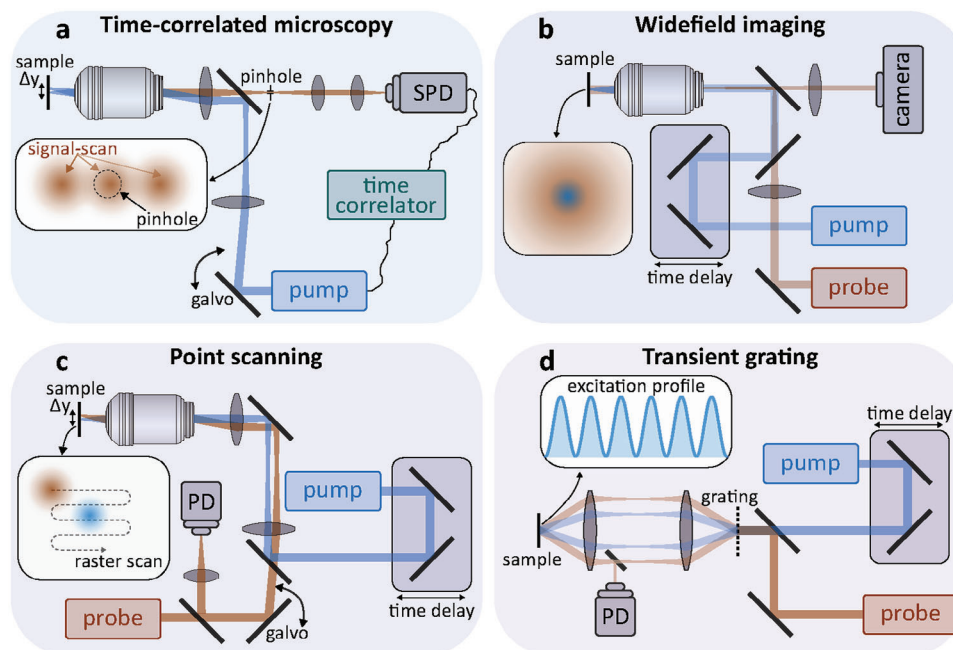 a
Time-correlated microscopy
sample
Δy
pinhole
SPD
signal-scan
pinhole
time
correlator
galvo
pump
b
Widefield imaging
sample
camera
pump
time delay
probe
c
Point scanning
sample
Δy
PD
pump
raster scan
probe
galvo
time delay
d
Transient grating
excitation profile
time delay
pump
grating
sample
PD
probe